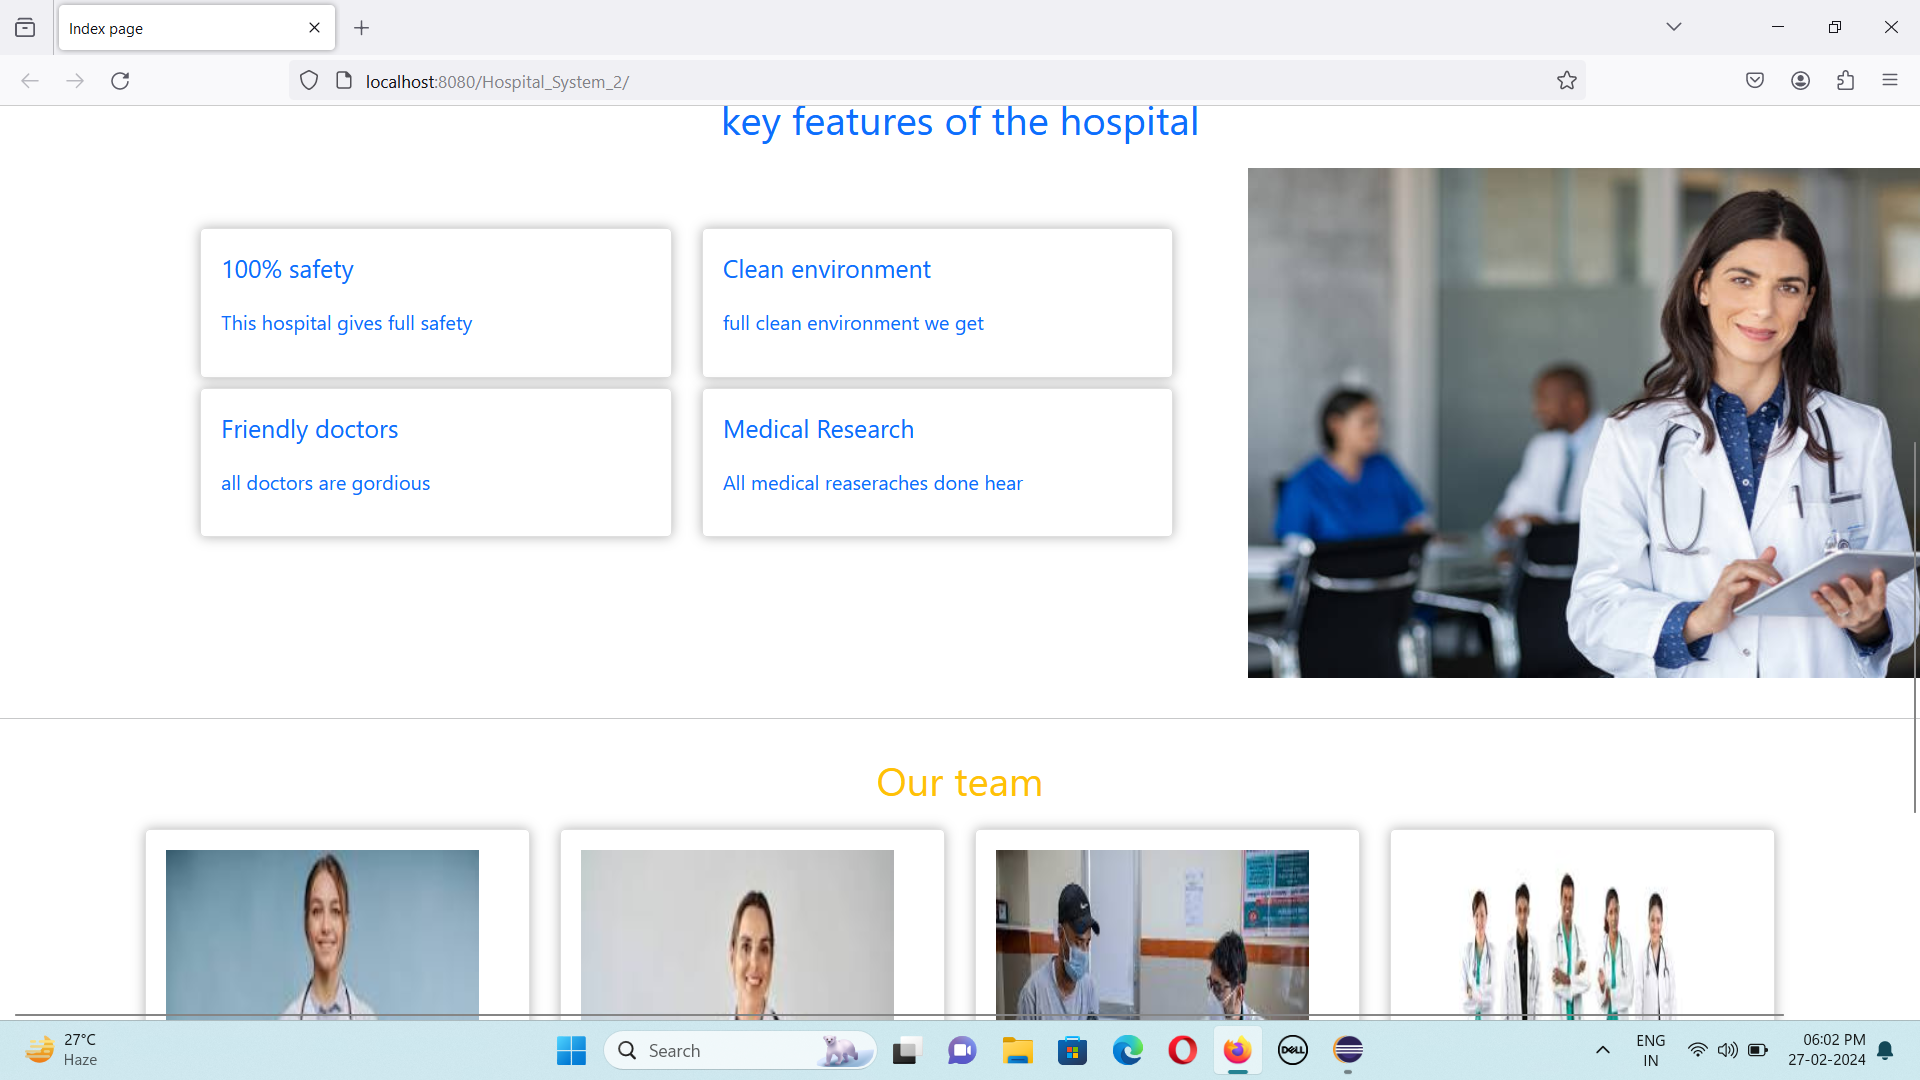 Index page
localhost:8080/Hospital_System_2/
key features of the hospital
100% safety
This hospital gives full safety
Clean environment
full clean environment we get
Friendly doctors
all doctors are gordious
Medical Research
All medical reaseraches done hear
Our team
27°C
Haze
Search
DELL
ENG
IN
06:02 PM
27-02-2024